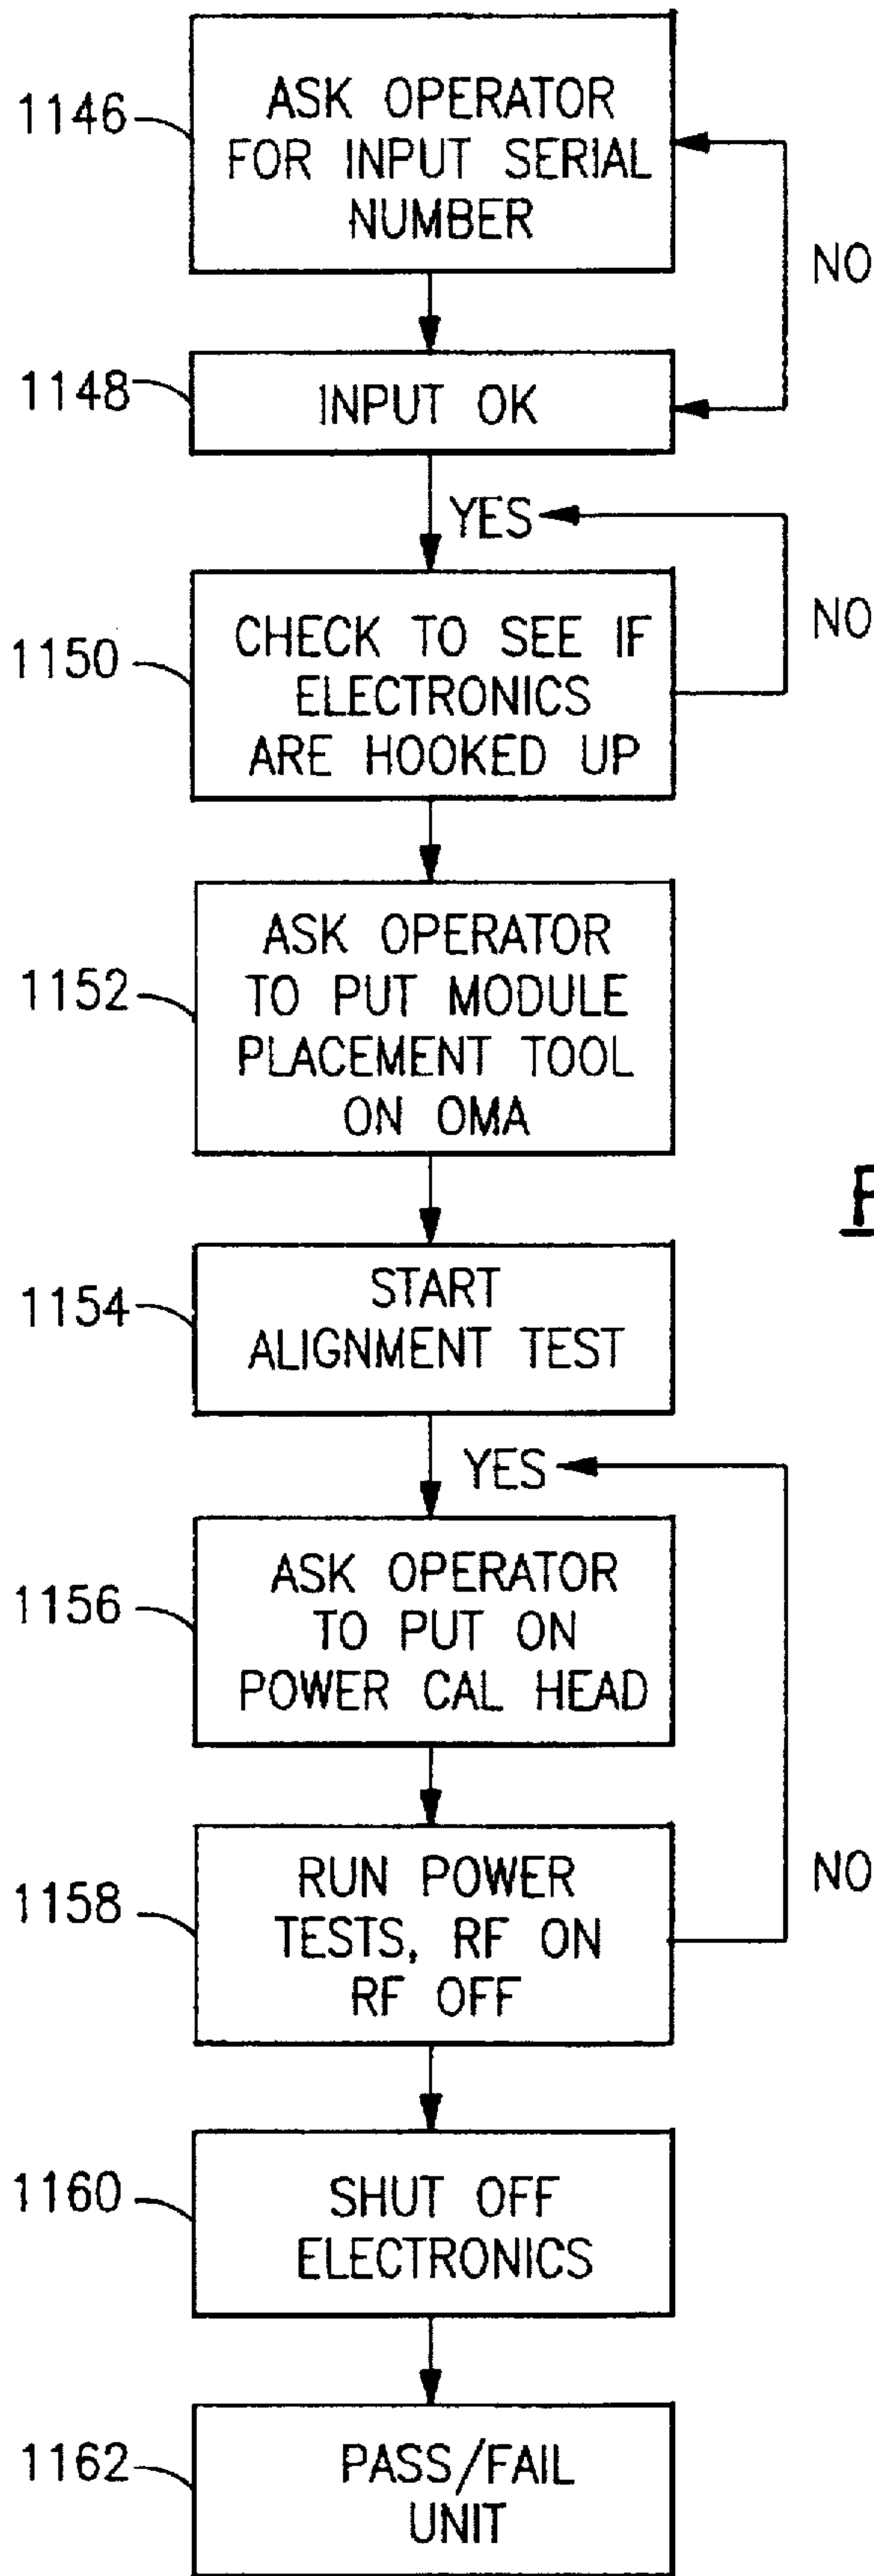 1146
ASK OPERATOR
FOR INPUT SERIAL
NUMBER
NO
1148
INPUT OK
YES
NO
1150
CHECK TO SEE IF
ELECTRONICS
ARE HOOKED UP
1152
ASK OPERATOR
TO PUT MODULE
PLACEMENT TOOL
ON OMA
1154
START
ALIGNMENT TEST
YES
1156
ASK OPERATOR
TO PUT ON
POWER CAL HEAD
1158
RUN POWER
TESTS, RF ON
RF OFF
NO
1160
SHUT OFF
ELECTRONICS
1162
PASS/FAIL
UNIT